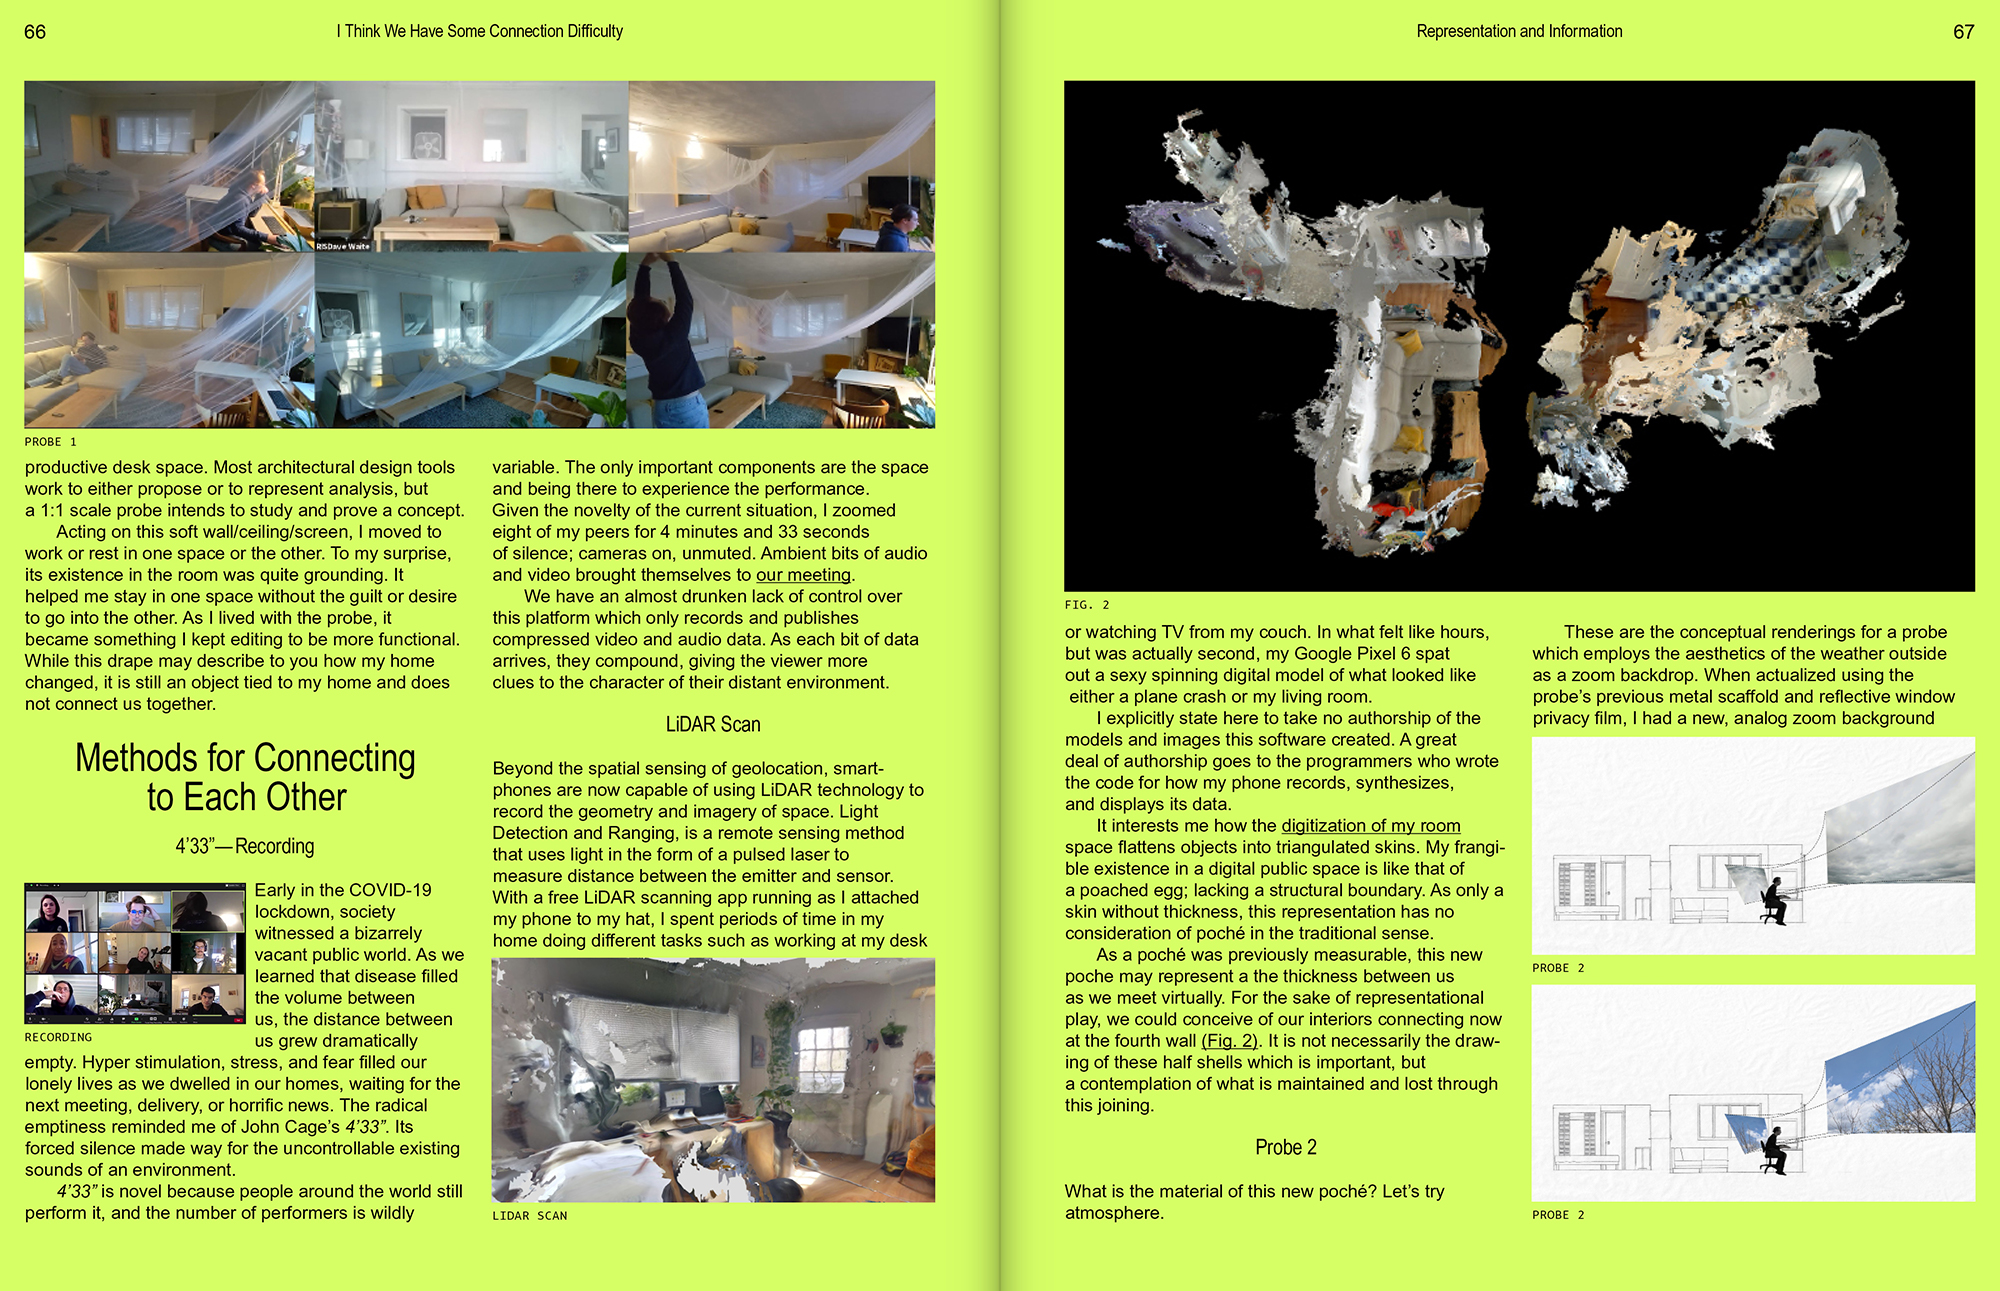 66
I Think We Have Some Connection Difficulty
RISDave Waite
PROBE 1
productive desk space. Most architectural design tools
work to either propose or to represent analysis, but
a 1:1 scale probe intends to study and prove a concept.
Acting on this soft wall/ceiling/screen, I moved to
work or rest in one space or the other. To my surprise,
its existence in the room was quite grounding. It
helped me stay in one space without the guilt or desire
to go into the other. As I lived with the probe, it
became something I kept editing to be more functional.
While this drape may describe to you how my home
changed, it is still an object tied to my home and does
not connect us together.
Methods for Connecting
to Each Other
4’33”—Recording
RECORDING
Early in the COVID-19
lockdown, society
witnessed a bizarrely
vacant public world. As we
learned that disease filled
the volume between
us, the distance between
us grew dramatically
empty. Hyper stimulation, stress, and fear filled our
lonely lives as we dwelled in our homes, waiting for the
next meeting, delivery, or horrific news. The radical
emptiness reminded me of John Cage’s 4’33”. Its
forced silence made way for the uncontrollable existing
sounds of an environment.
4’33” is novel because people around the world still
perform it, and the number of performers is wildly
variable. The only important components are the space
and being there to experience the performance.
Given the novelty of the current situation, I zoomed
eight of my peers for 4 minutes and 33 seconds
of silence; cameras on, unmuted. Ambient bits of audio
and video brought themselves to our meeting.
We have an almost drunken lack of control over
this platform which only records and publishes
compressed video and audio data. As each bit of data
arrives, they compound, giving the viewer more
clues to the character of their distant environment.
LiDAR Scan
Beyond the spatial sensing of geolocation, smart-
phones are now capable of using LiDAR technology to
record the geometry and imagery of space. Light
Detection and Ranging, is a remote sensing method
that uses light in the form of a pulsed laser to
measure distance between the emitter and sensor.
With a free LiDAR scanning app running as I attached
my phone to my hat, I spent periods of time in my
home doing different tasks such as working at my desk
LIDAR SCAN
Representation and Information
67
FIG. 2
or watching TV from my couch. In what felt like hours,
but was actually second, my Google Pixel 6 spat
out a sexy spinning digital model of what looked like
either a plane crash or my living room.
I explicitly state here to take no authorship of the
models and images this software created. A great
deal of authorship goes to the programmers who wrote
the code for how my phone records, synthesizes,
and displays its data.
It interests me how the digitization of my room
space flattens objects into triangulated skins. My frangi-
ble existence in a digital public space is like that of
a poached egg; lacking a structural boundary. As only a
skin without thickness, this representation has no
consideration of poché in the traditional sense.
As a poché was previously measurable, this new
poche may represent a the thickness between us
as we meet virtually. For the sake of representational
play, we could conceive of our interiors connecting now
at the fourth wall (Fig. 2). It is not necessarily the draw-
ing of these half shells which is important, but
a contemplation of what is maintained and lost through
this joining.
Probe 2
What is the material of this new poché? Let’s try
atmosphere.
These are the conceptual renderings for a probe
which employs the aesthetics of the weather outside
as a zoom backdrop. When actualized using the
probe’s previous metal scaffold and reflective window
privacy film, I had a new, analog zoom background
PROBE 2
PROBE 2